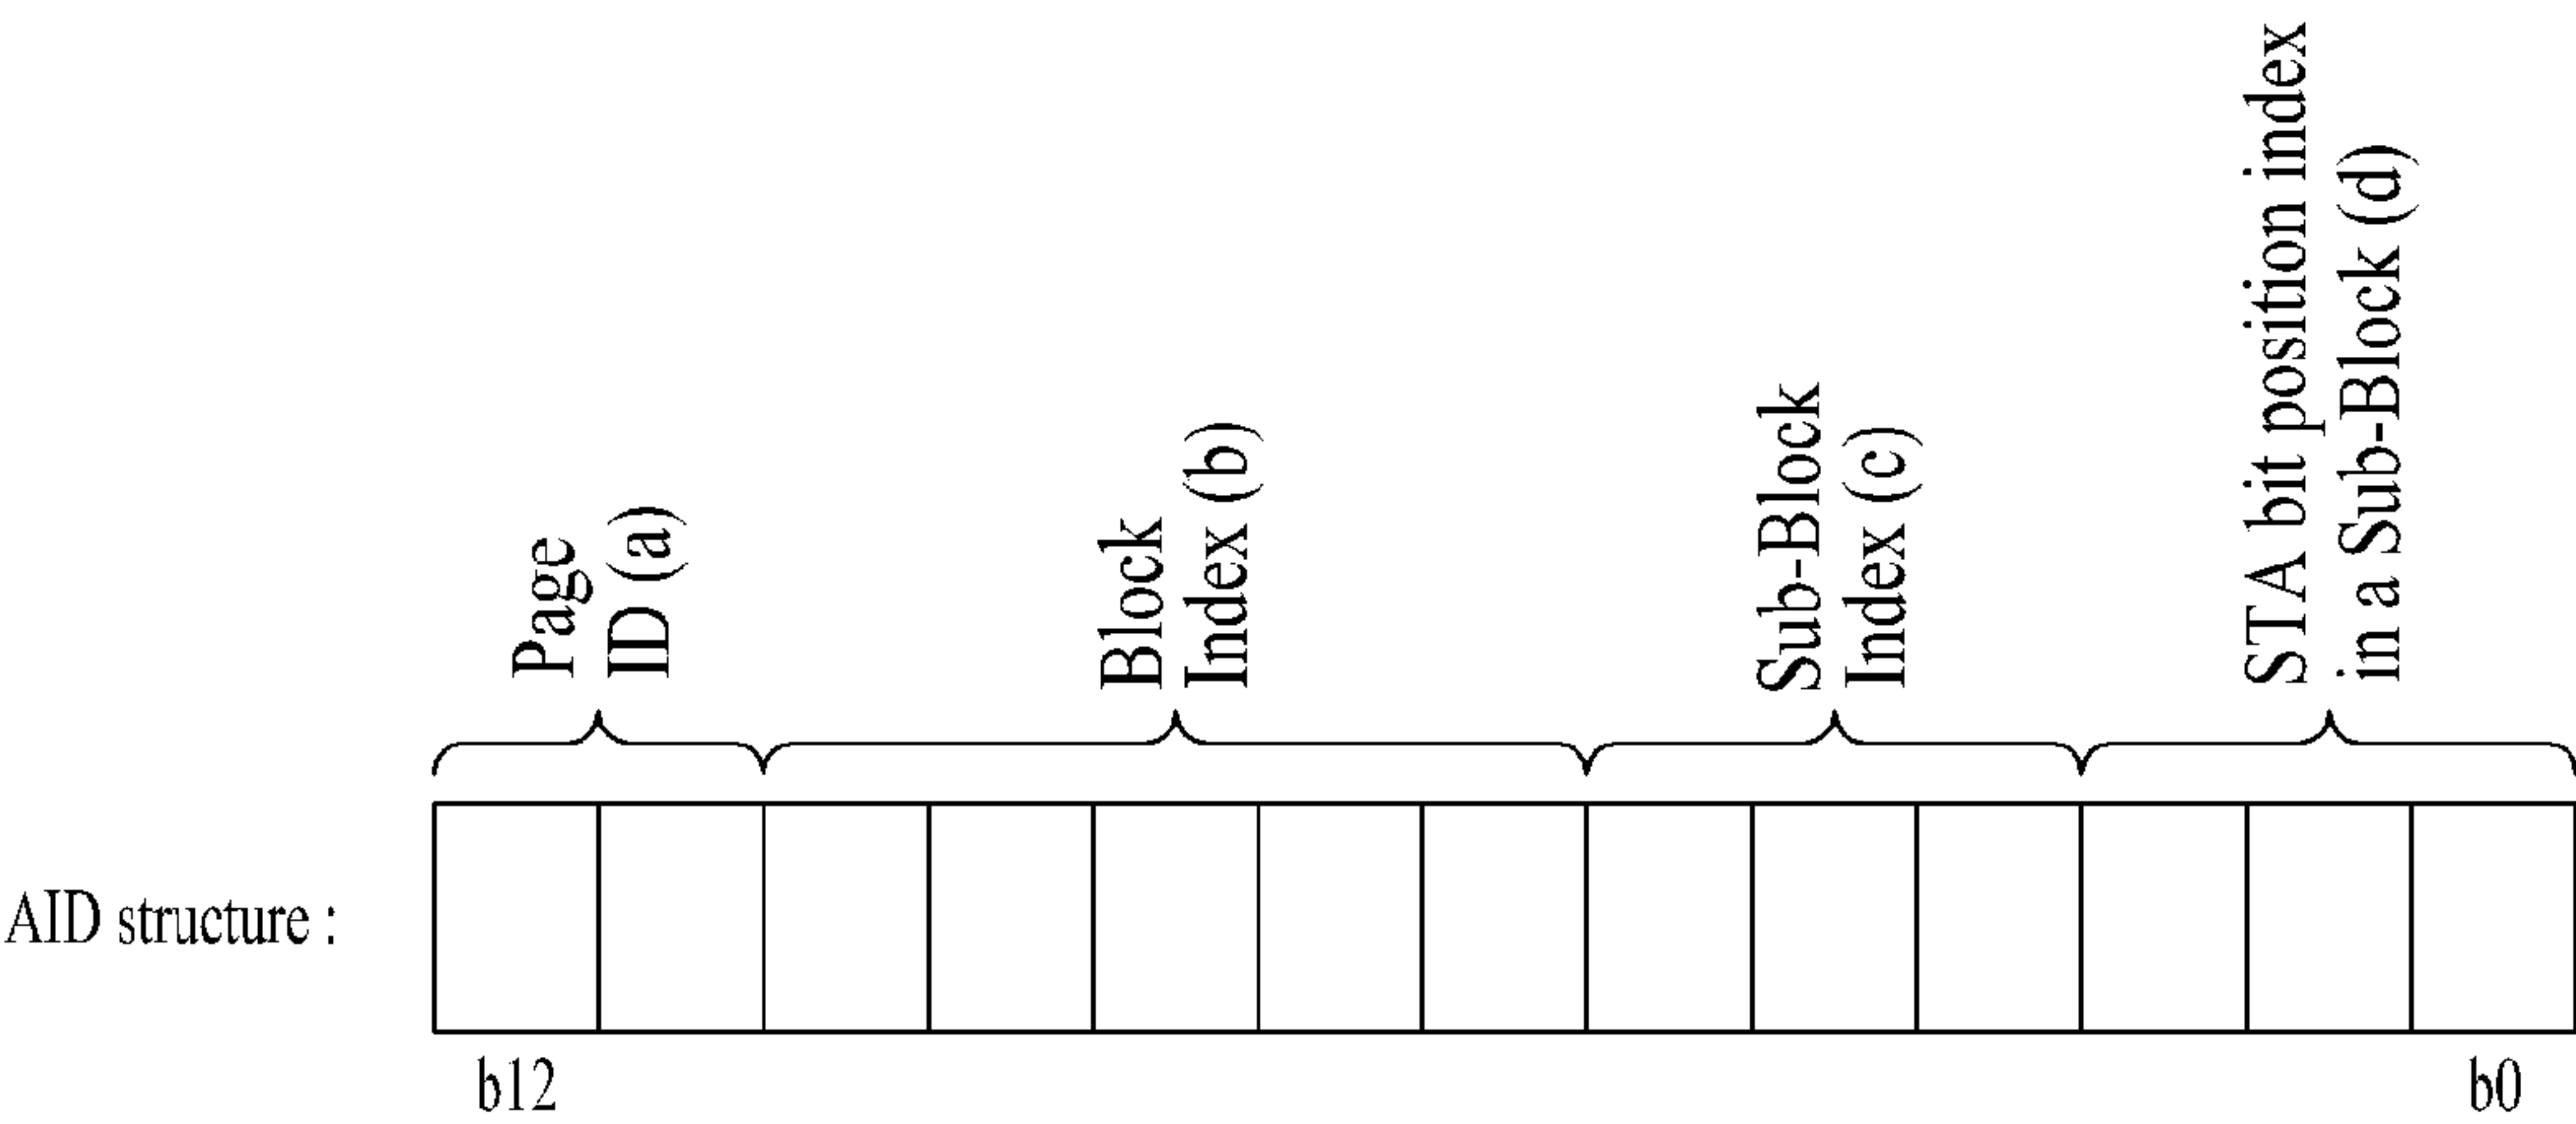 Page
ID (a)
Block
Index (b)
Sub-Block
Index (c)
STA bit position index
in a Sub-Block (d)
AID structure :
b12
b0